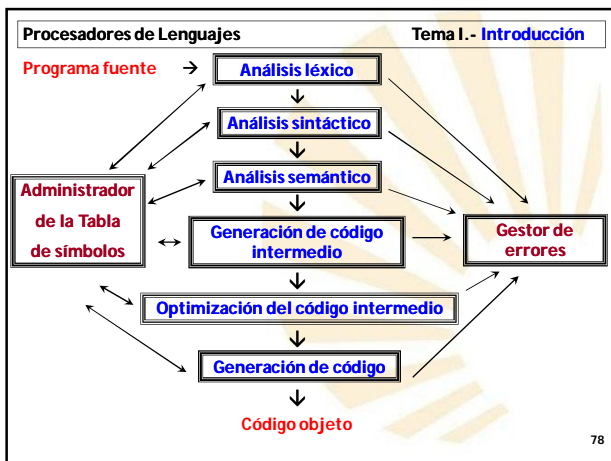 Procesadores de Lenguajes Tema I.- Introducción
Programa fuente → Análisis léxico
Análisis sintáctico
Análisis semántico
Administrador
de la Tabla
de símbolos
Generación de código
intermedio
Gestor de
errores
Optimización del código intermedio
Generación de código
Código objeto
78